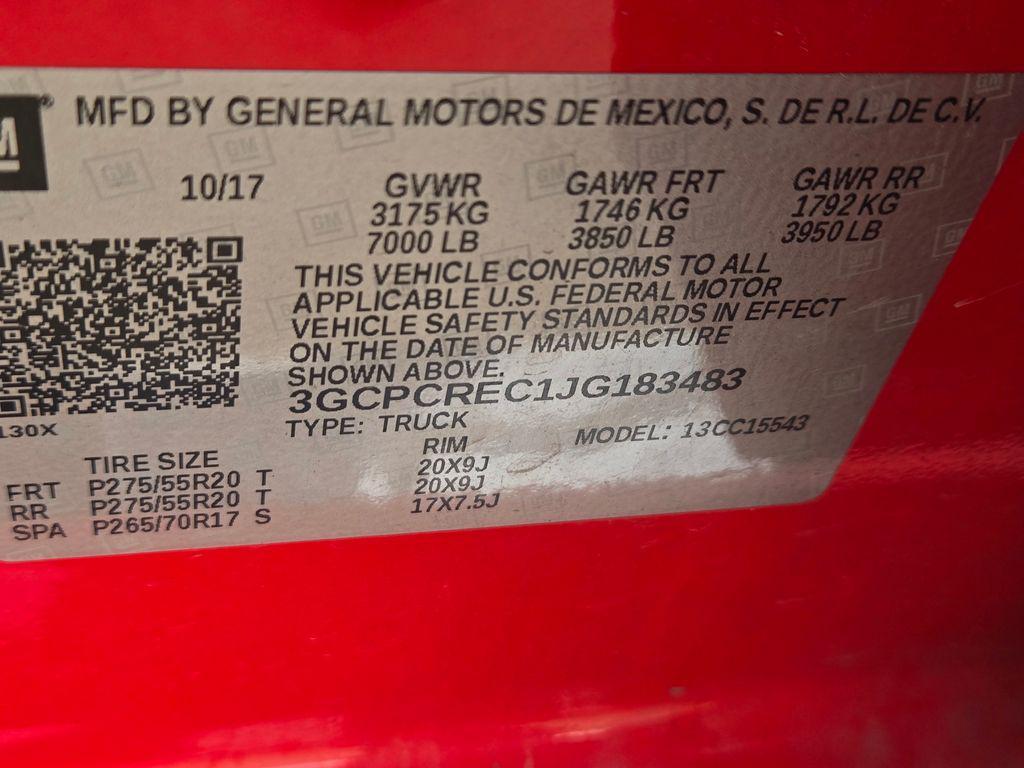 MFD BY GENERAL MOTORS DE MEXICO, S. DE R.L. DE C.V.
10/17 GVWR GAWR FRT GAWR RR
3175 KG 1746 KG 1792 KG
7000 LB 3850 LB 3950 LB
THIS VEHICLE CONFORMS TO ALL
APPLICABLE U.S. FEDERAL MOTOR
VEHICLE SAFETY STANDARDS IN EFFECT
ON THE DATE OF MANUFACTURE
SHOWN ABOVE.
3GCPCREC1JG183483
130X
TYPE: TRUCK MODEL: 13CC15543
TIRE SIZE RIM
FRT P275/55R20 T 20X9J
RR P275/55R20 T 20X9J
SPA P265/70R17 S 17X7.5J